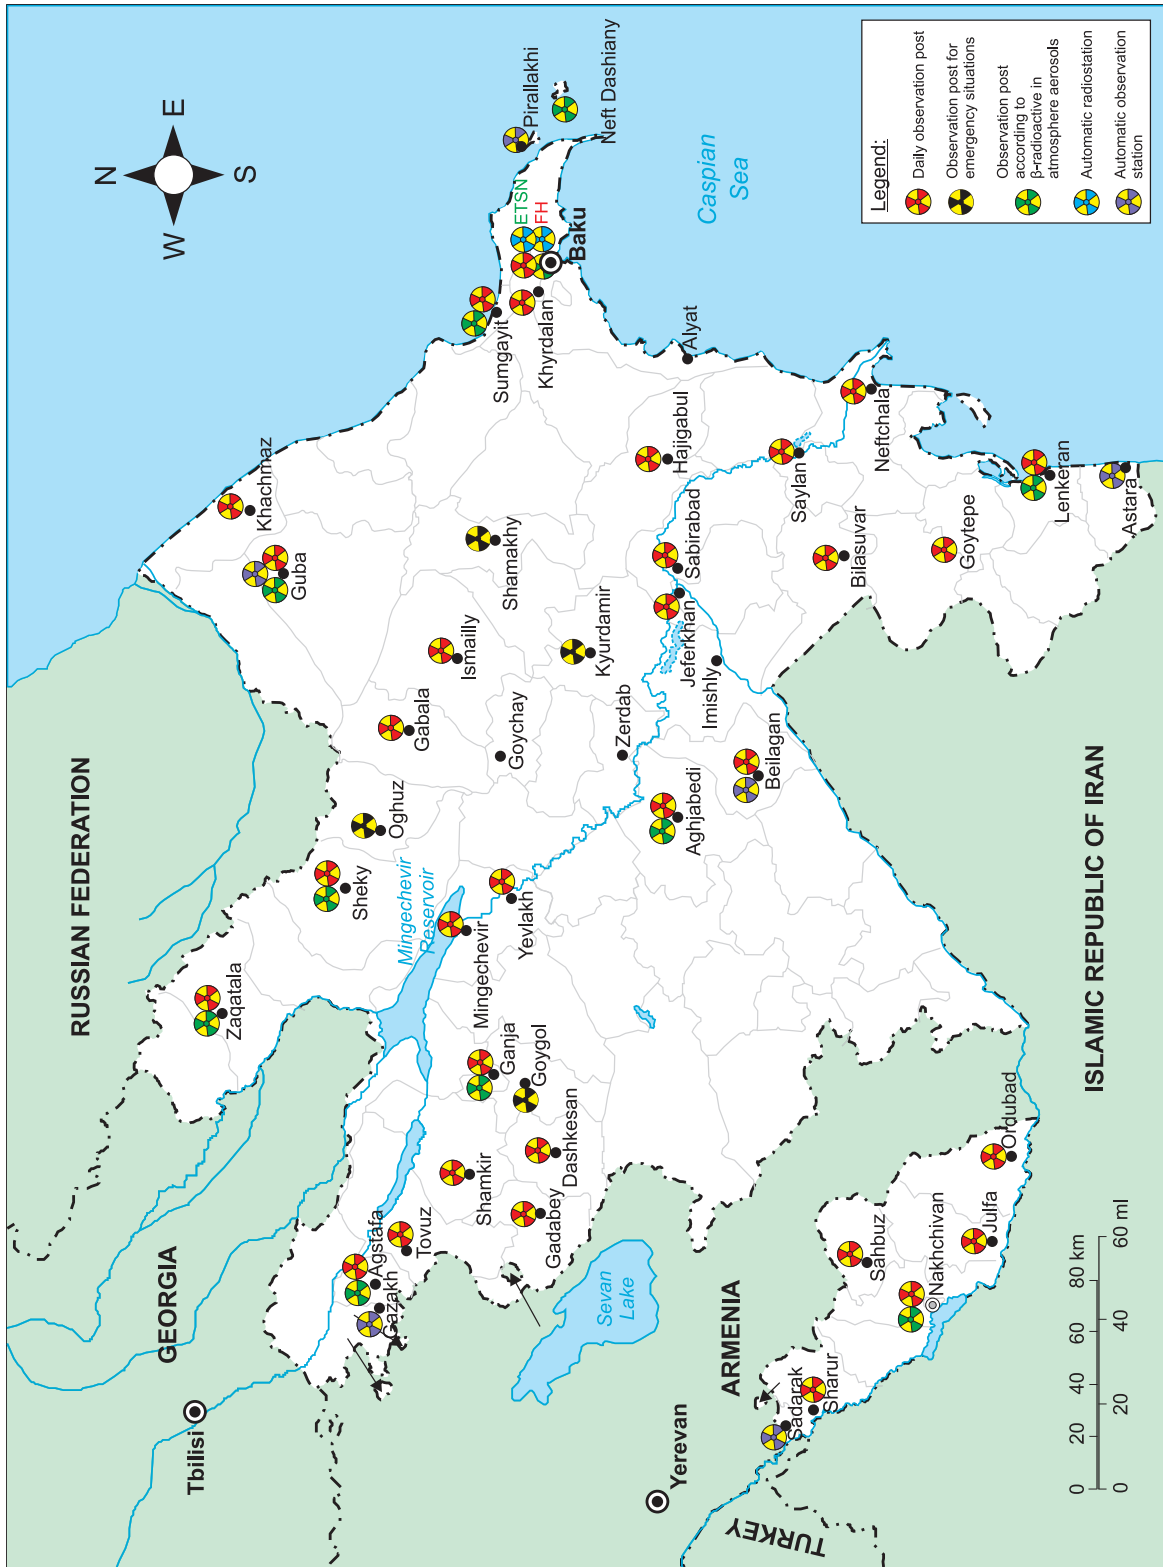 N
W
E
S
RUSSIAN FEDERATION
GEORGIA
Tbilisi
ARMENIA
Yerevan
TURKEY
ISLAMIC REPUBLIC OF IRAN
Caspian
Sea
Mingechevir
Reservoir
Sevan
Lake
Zaqatala
Sheky
Oghuz
Gabala
Ismailly
Guba
Khachmaz
Shamakhy
Sumgayit
Khyrdalan
ETSN
FH
Baku
Pirallakhi
Neft Dashiany
Gazakh
Agstafa
Tovuz
Shamkir
Gadabey
Dashkesan
Ganja
Goygol
Mingechevir
Yevlakh
Goychay
Zerdab
Kyurdamir
Aghjabedi
Beilagan
Imishly
Jeferkhan
Sabirabad
Hajigabul
Alyat
Saylan
Neftchala
Bilasuvar
Goytepe
Lenkeran
Astara
Sadarak
Sharur
Sahbuz
Nakhchivan
Julfa
Ordubad
0 20 40 60 80 km
0 20 40 60 ml
Legend:
Daily observation post
Observation post for
emergency situations
Observation post
according to
β-radioactive in
atmosphere aerosols
Automatic radiostation
Automatic observation
station